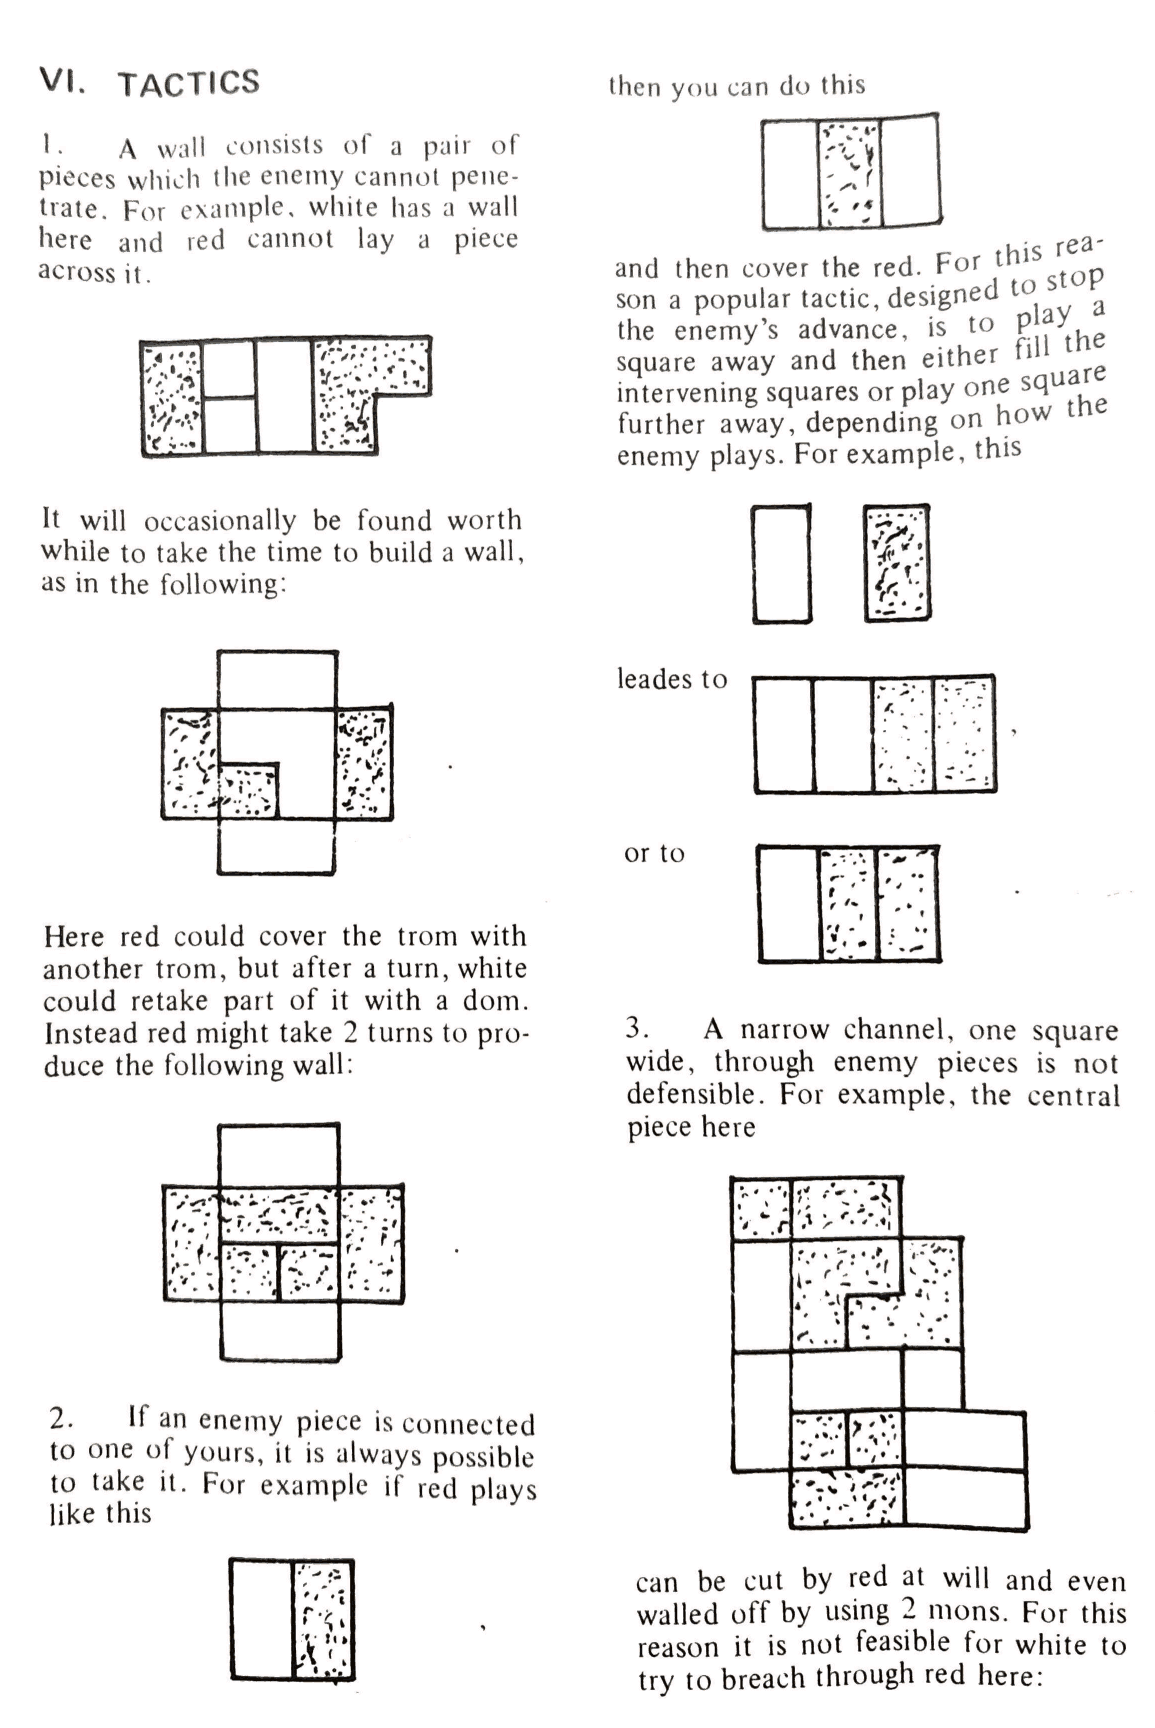 VI. TACTICS
1. A wall consists of a pair of
pieces which the enemy cannot pene-
trate. For example, white has a wall
here and red cannot lay a piece
across it.
It will occasionally be found worth
while to take the time to build a wall,
as in the following:
Here red could cover the trom with
another trom, but after a turn, white
could retake part of it with a dom.
Instead red might take 2 turns to pro-
duce the following wall:
2. If an enemy piece is connected
to one of yours, it is always possible
to take it. For example if red plays
like this
then you can do this
and then cover the red. For this rea-
son a popular tactic, designed to stop
the enemy's advance, is to play a
square away and then either fill the
intervening squares or play one square
further away, depending on how the
enemy plays. For example, this
leades to
or to
3. A narrow channel, one square
wide, through enemy pieces is not
defensible. For example, the central
piece here
can be cut by red at will and even
walled off by using 2 mons. For this
reason it is not feasible for white to
try to breach through red here: